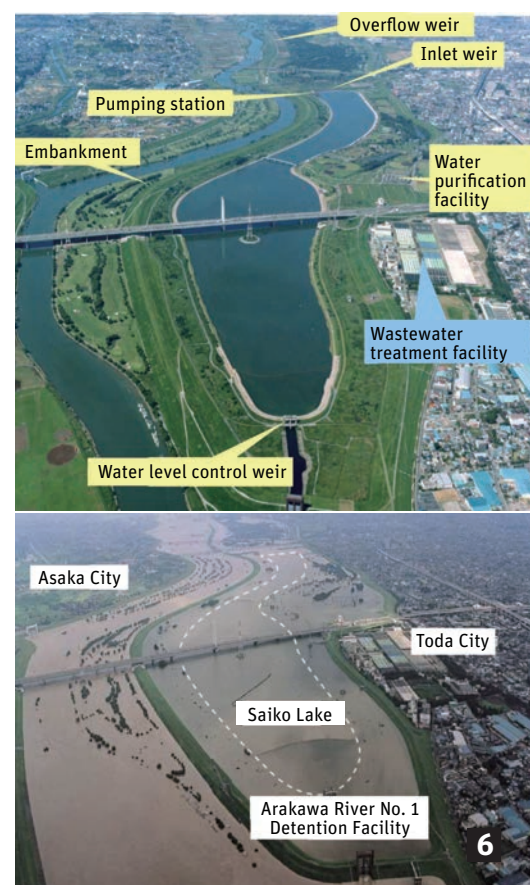 Overflow weir
Inlet weir
Pumping station
Embankment
Water
purification
facility
Wastewater
treatment facility
Water level control weir
Asaka City
Toda City
Saiko Lake
Arakawa River No. 1
Detention Facility
6